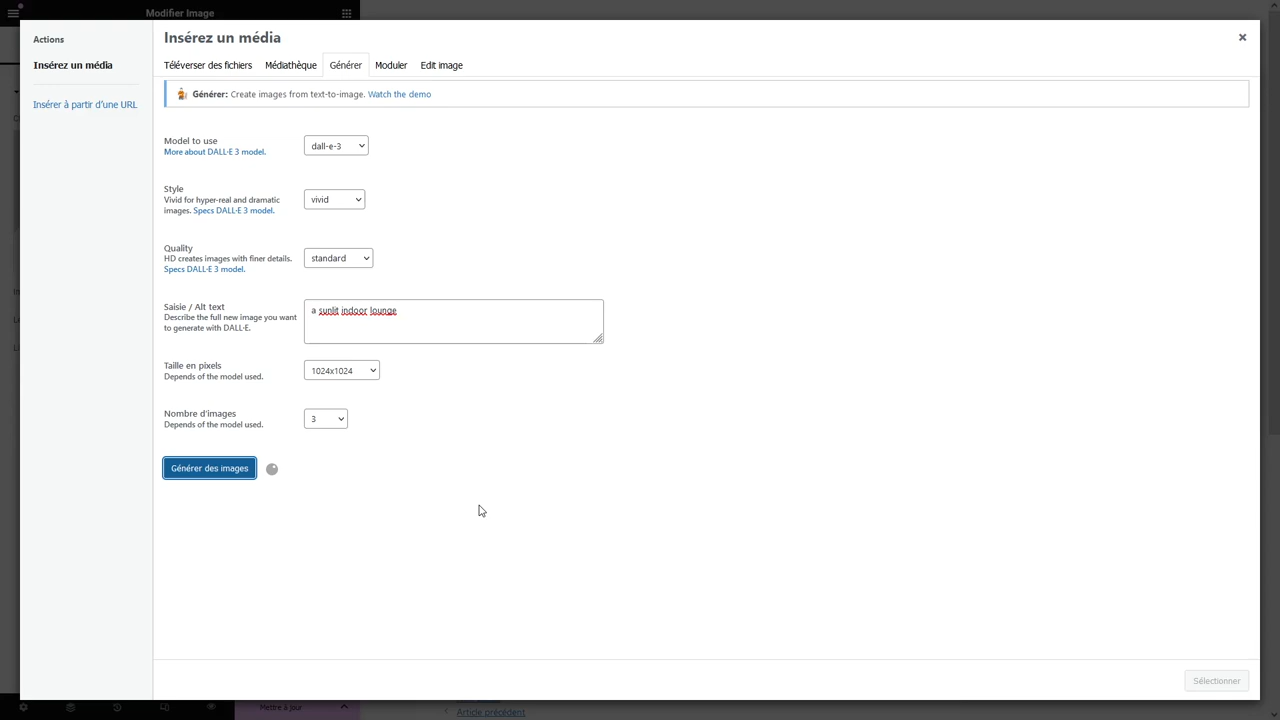 Modifier Image
Actions
Insérez un média
Insérer à partir d'une URL
Insérez un média
Téléverser des fichiers
Médiathèque
Générer
Moduler
Edit image
Générer: Create images from text-to-image. Watch the demo
Model to use
More about DALL·E 3 model.
dall-e-3
Style
Vivid for hyper-real and dramatic
images. Specs DALL·E 3 model.
vivid
Quality
HD creates images with finer details.
Specs DALL·E 3 model.
standard
Saisie / Alt text
Describe the full new image you want
to generate with DALL·E.
a sunlit indoor lounge
Taille en pixels
Depends of the model used.
1024x1024
Nombre d'images
Depends of the model used.
3
Générer des images
Sélectionner
Mettre à jour
Article précédent